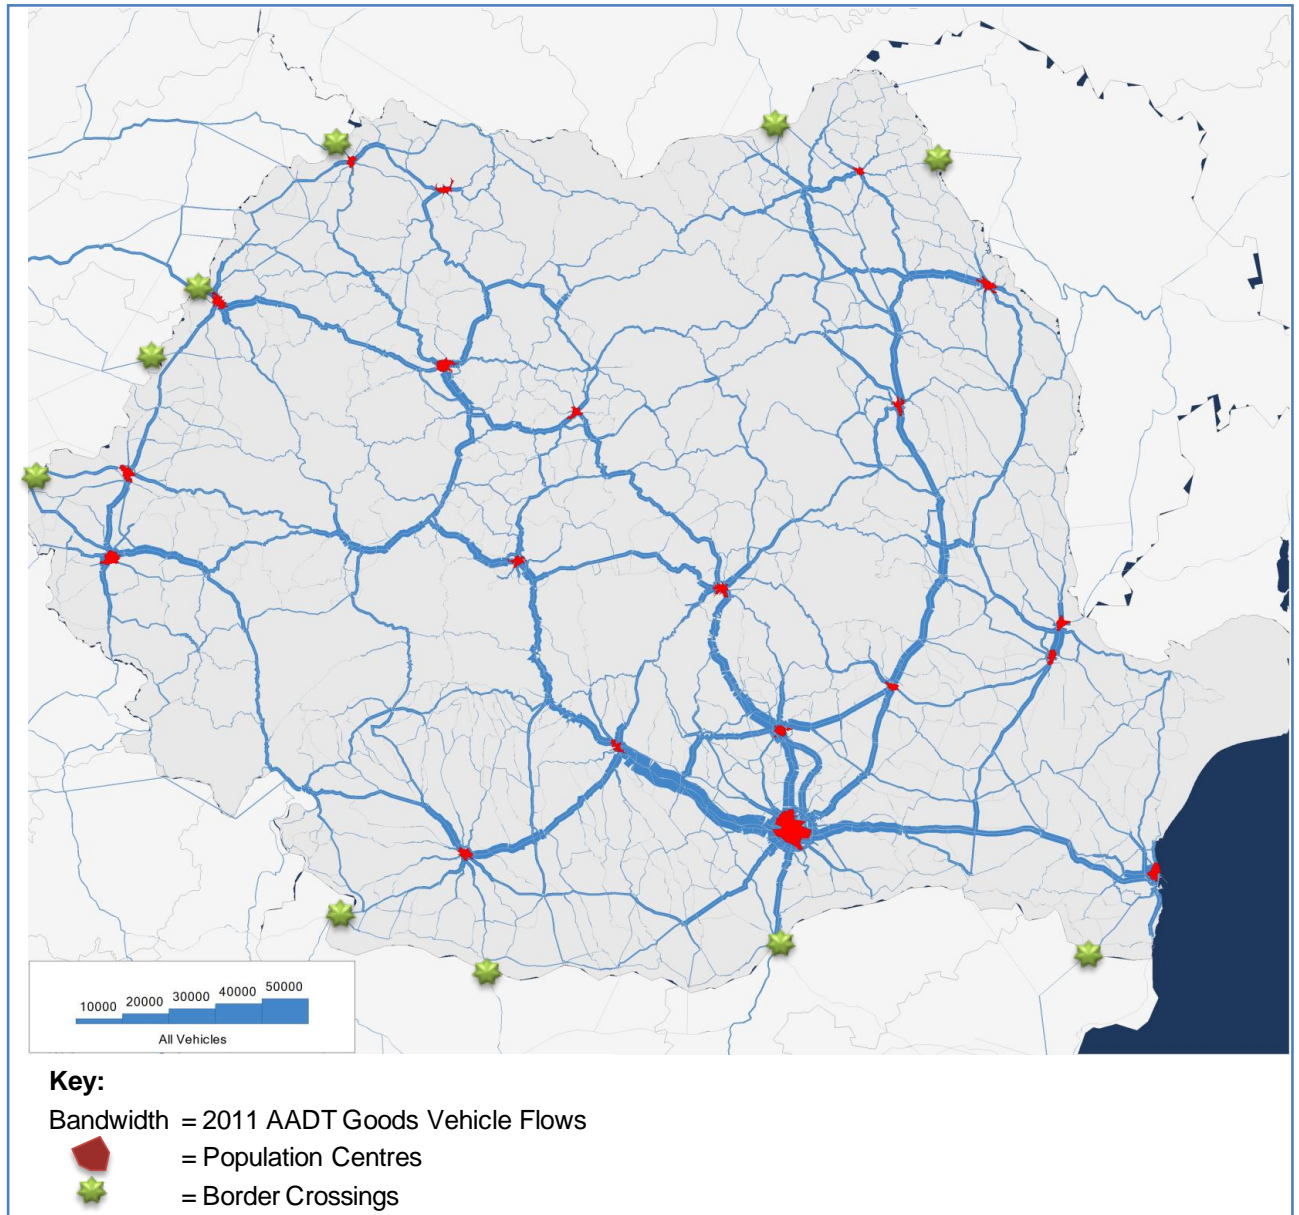 10000 20000 30000 40000 50000
All Vehicles
Key:
Bandwidth = 2011 AADT Goods Vehicle Flows
= Population Centres
= Border Crossings